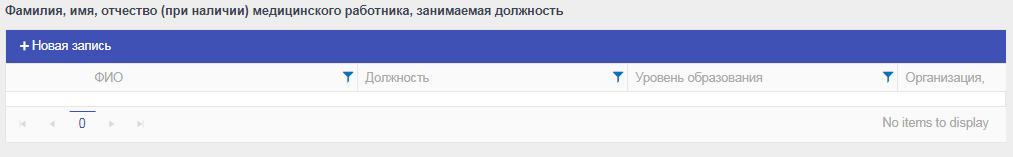 Фамилия, имя, отчество (при наличии) медицинского работника, занимаемая должность
+ Новая запись
ФИО Должность Уровень образования Организация,
0 No items to display